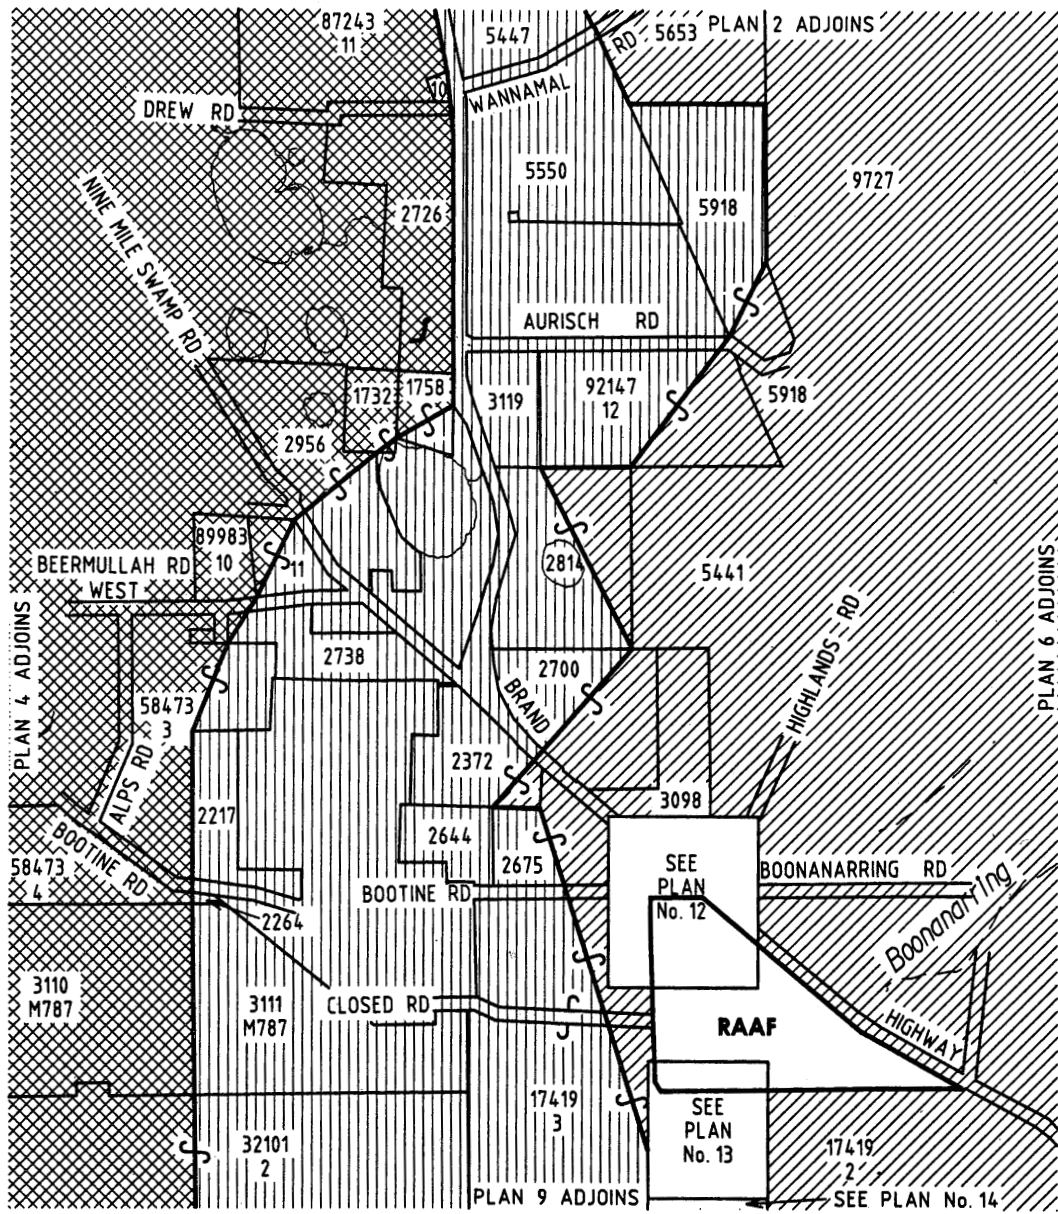 87243
11
5447
RD
5653
PLAN 2 ADJOINS
10
WANNAMAL
DREW RD
5550
9727
NINE MILE SWAMP RD
2726
5918
AURISCH RD
1732
1758
3119
92147
12
5918
2956
89983
10
11
BEERMULLAH RD
WEST
2814
5441
PLAN 4 ADJOINS
PLAN 6 ADJOINS
HIGHLANDS RD
2738
2700
BRAND
58473
3
ALPS RD
2372
3098
2217
BOOTINE RD
58473
4
2644
2675
SEE
PLAN
No. 12
BOONANARRING RD
BOOTINE RD
2264
Boonanarring
3110
M787
3111
M787
CLOSED RD
RAAF
HIGHWAY
17419
3
SEE
PLAN
No. 13
32101
2
17419
2
PLAN 9 ADJOINS
SEE PLAN No. 14